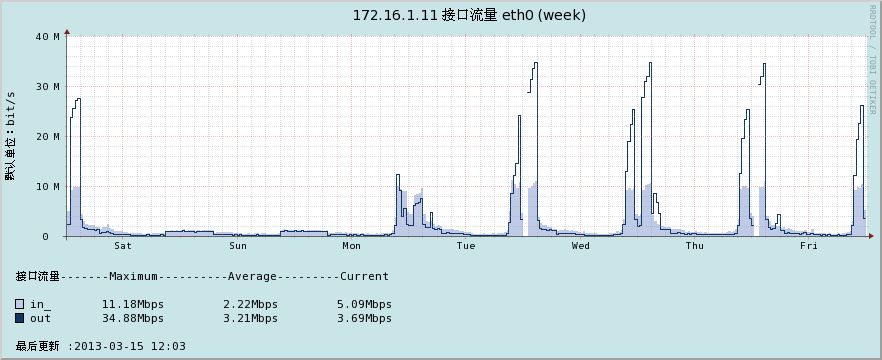 172.16.1.11 接口流量 eth0 (week)
RRDTOOL / TOBI OETIKER
默认单位：bit/s
40 M
30 M
20 M
10 M
0
Sat Sun Mon Tue Wed Thu Fri
接口流量-------Maximum----------Average---------Current
in_ 11.18Mbps 2.22Mbps 5.09Mbps
out 34.88Mbps 3.21Mbps 3.69Mbps
最后更新 :2013-03-15 12:03